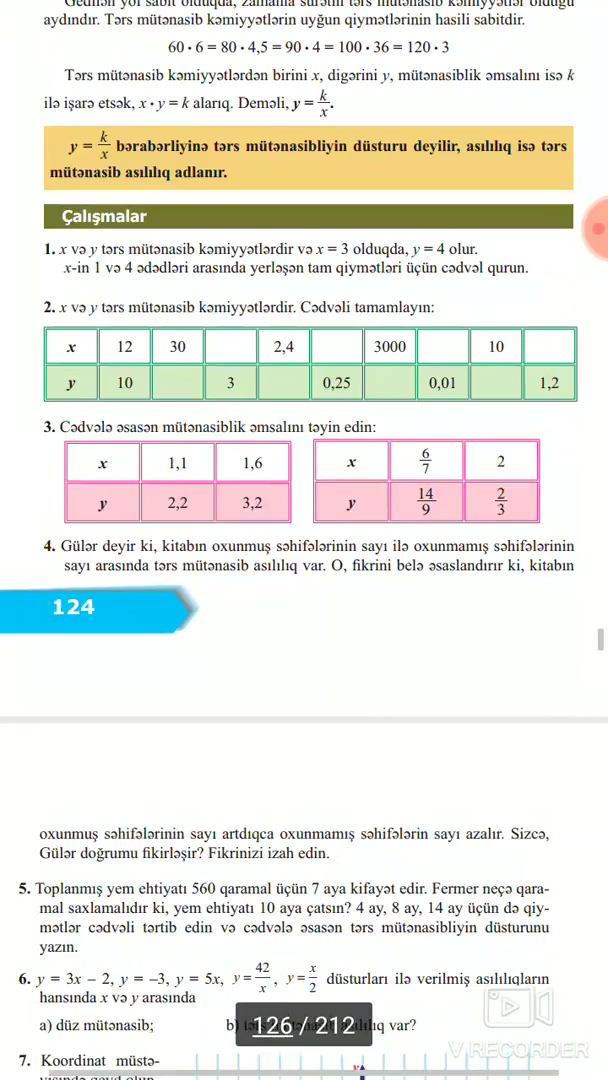 aydındır. Tərs mütənasib kəmiyyətlərin uyğun qiymətlərinin hasili sabitdir.
60 · 6 = 80 · 4,5 = 90 · 4 = 100 · 36 = 120 · 3
Tərs mütənasib kəmiyyətlərdən birini x, digərini y, mütənasiblik əmsalını isə k
ilə işarə etsək, x · y = k alarıq. Deməli, y = k/x.
y = k/x bərabərliyinə tərs mütənasibliyin düsturu deyilir, asılılıq isə tərs
mütənasib asılılıq adlanır.
Çalışmalar
1. x və y tərs mütənasib kəmiyyətlərdir və x = 3 olduqda, y = 4 olur.
x-in 1 və 4 ədədləri arasında yerləşən tam qiymətləri üçün cədvəl qurun.
2. x və y tərs mütənasib kəmiyyətlərdir. Cədvəli tamamlayın:
x 12 30 2,4 3000 10
y 10 3 0,25 0,01 1,2
3. Cədvələ əsasən mütənasiblik əmsalını təyin edin:
x 1,1 1,6
y 2,2 3,2
x 6/7 2
y 14/9 2/3
4. Gülər deyir ki, kitabın oxunmuş səhifələrinin sayı ilə oxunmamış səhifələrinin
sayı arasında tərs mütənasib asılılıq var. O, fikrini belə əsaslandırır ki, kitabın
124
oxunmuş səhifələrinin sayı artdıqca oxunmamış səhifələrin sayı azalır. Sizcə,
Gülər doğrumu fikirləşir? Fikrinizi izah edin.
5. Toplanmış yem ehtiyatı 560 qaramal üçün 7 aya kifayət edir. Fermer neçə qara-
mal saxlamalıdır ki, yem ehtiyatı 10 aya çatsın? 4 ay, 8 ay, 14 ay üçün də qiy-
mətlər cədvəli tərtib edin və cədvələ əsasən tərs mütənasibliyin düsturunu
yazın.
6. y = 3x – 2, y = –3, y = 5x, y = 42/x, y = x/2 düsturları ilə verilmiş asılılıqların
hansında x və y arasında
a) düz mütənasib; b) asılılıq var?
126 / 212
V RECORDER
7. Koordinat müstə-
y